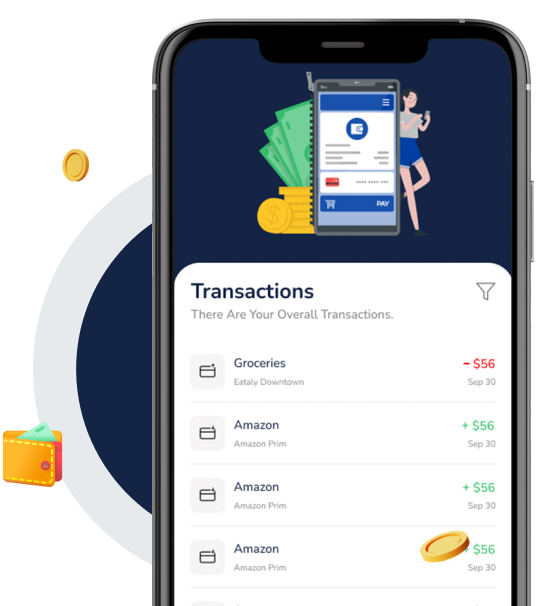 PAY
Transactions
There Are Your Overall Transactions.
Groceries
− $56
Eataly Downtown
Sep 30
Amazon
+ $56
Amazon Prim
Sep 30
Amazon
+ $56
Amazon Prim
Sep 30
Amazon
+ $56
Amazon Prim
Sep 30